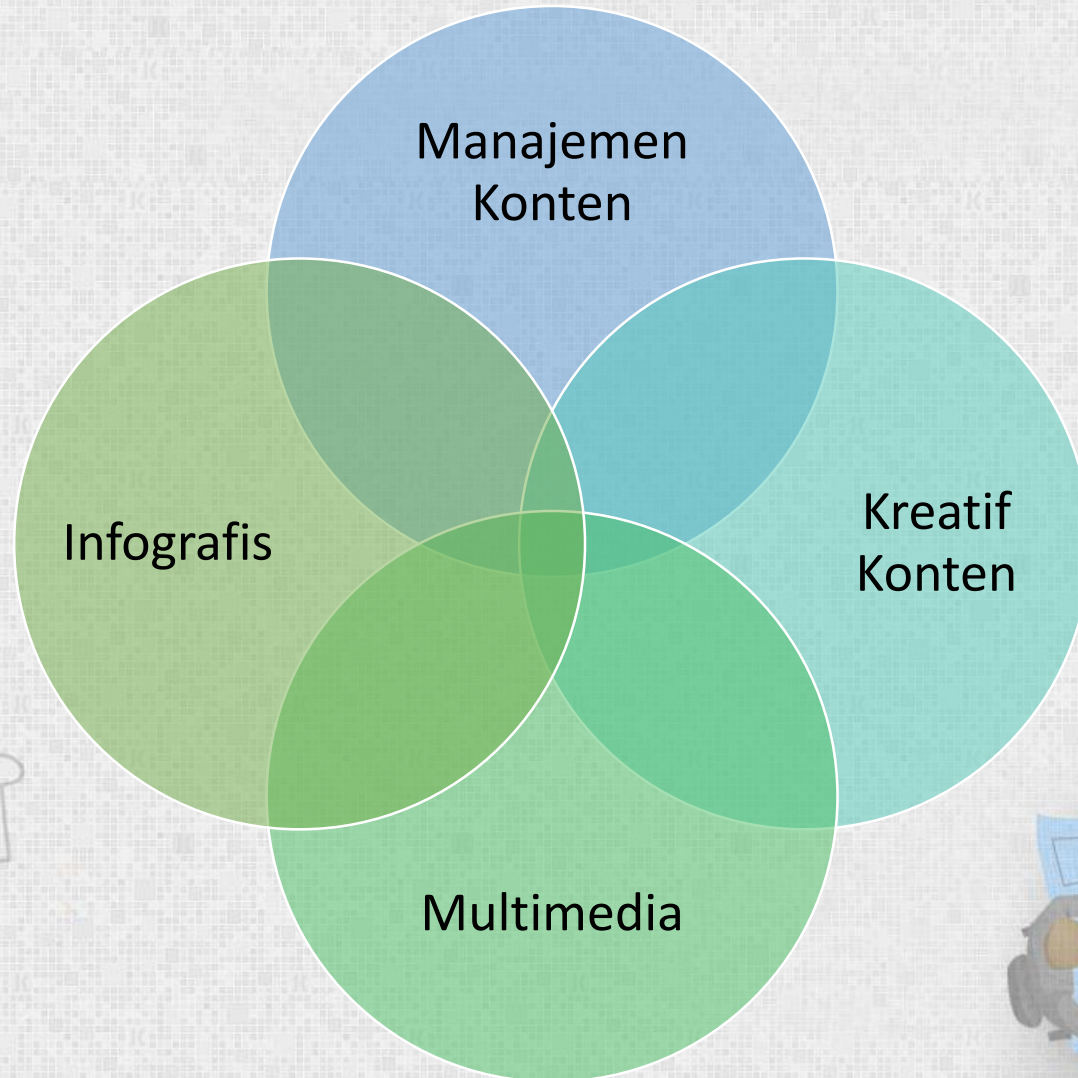 Manajemen
Konten
Kreatif
Konten
Infografis
Multimedia